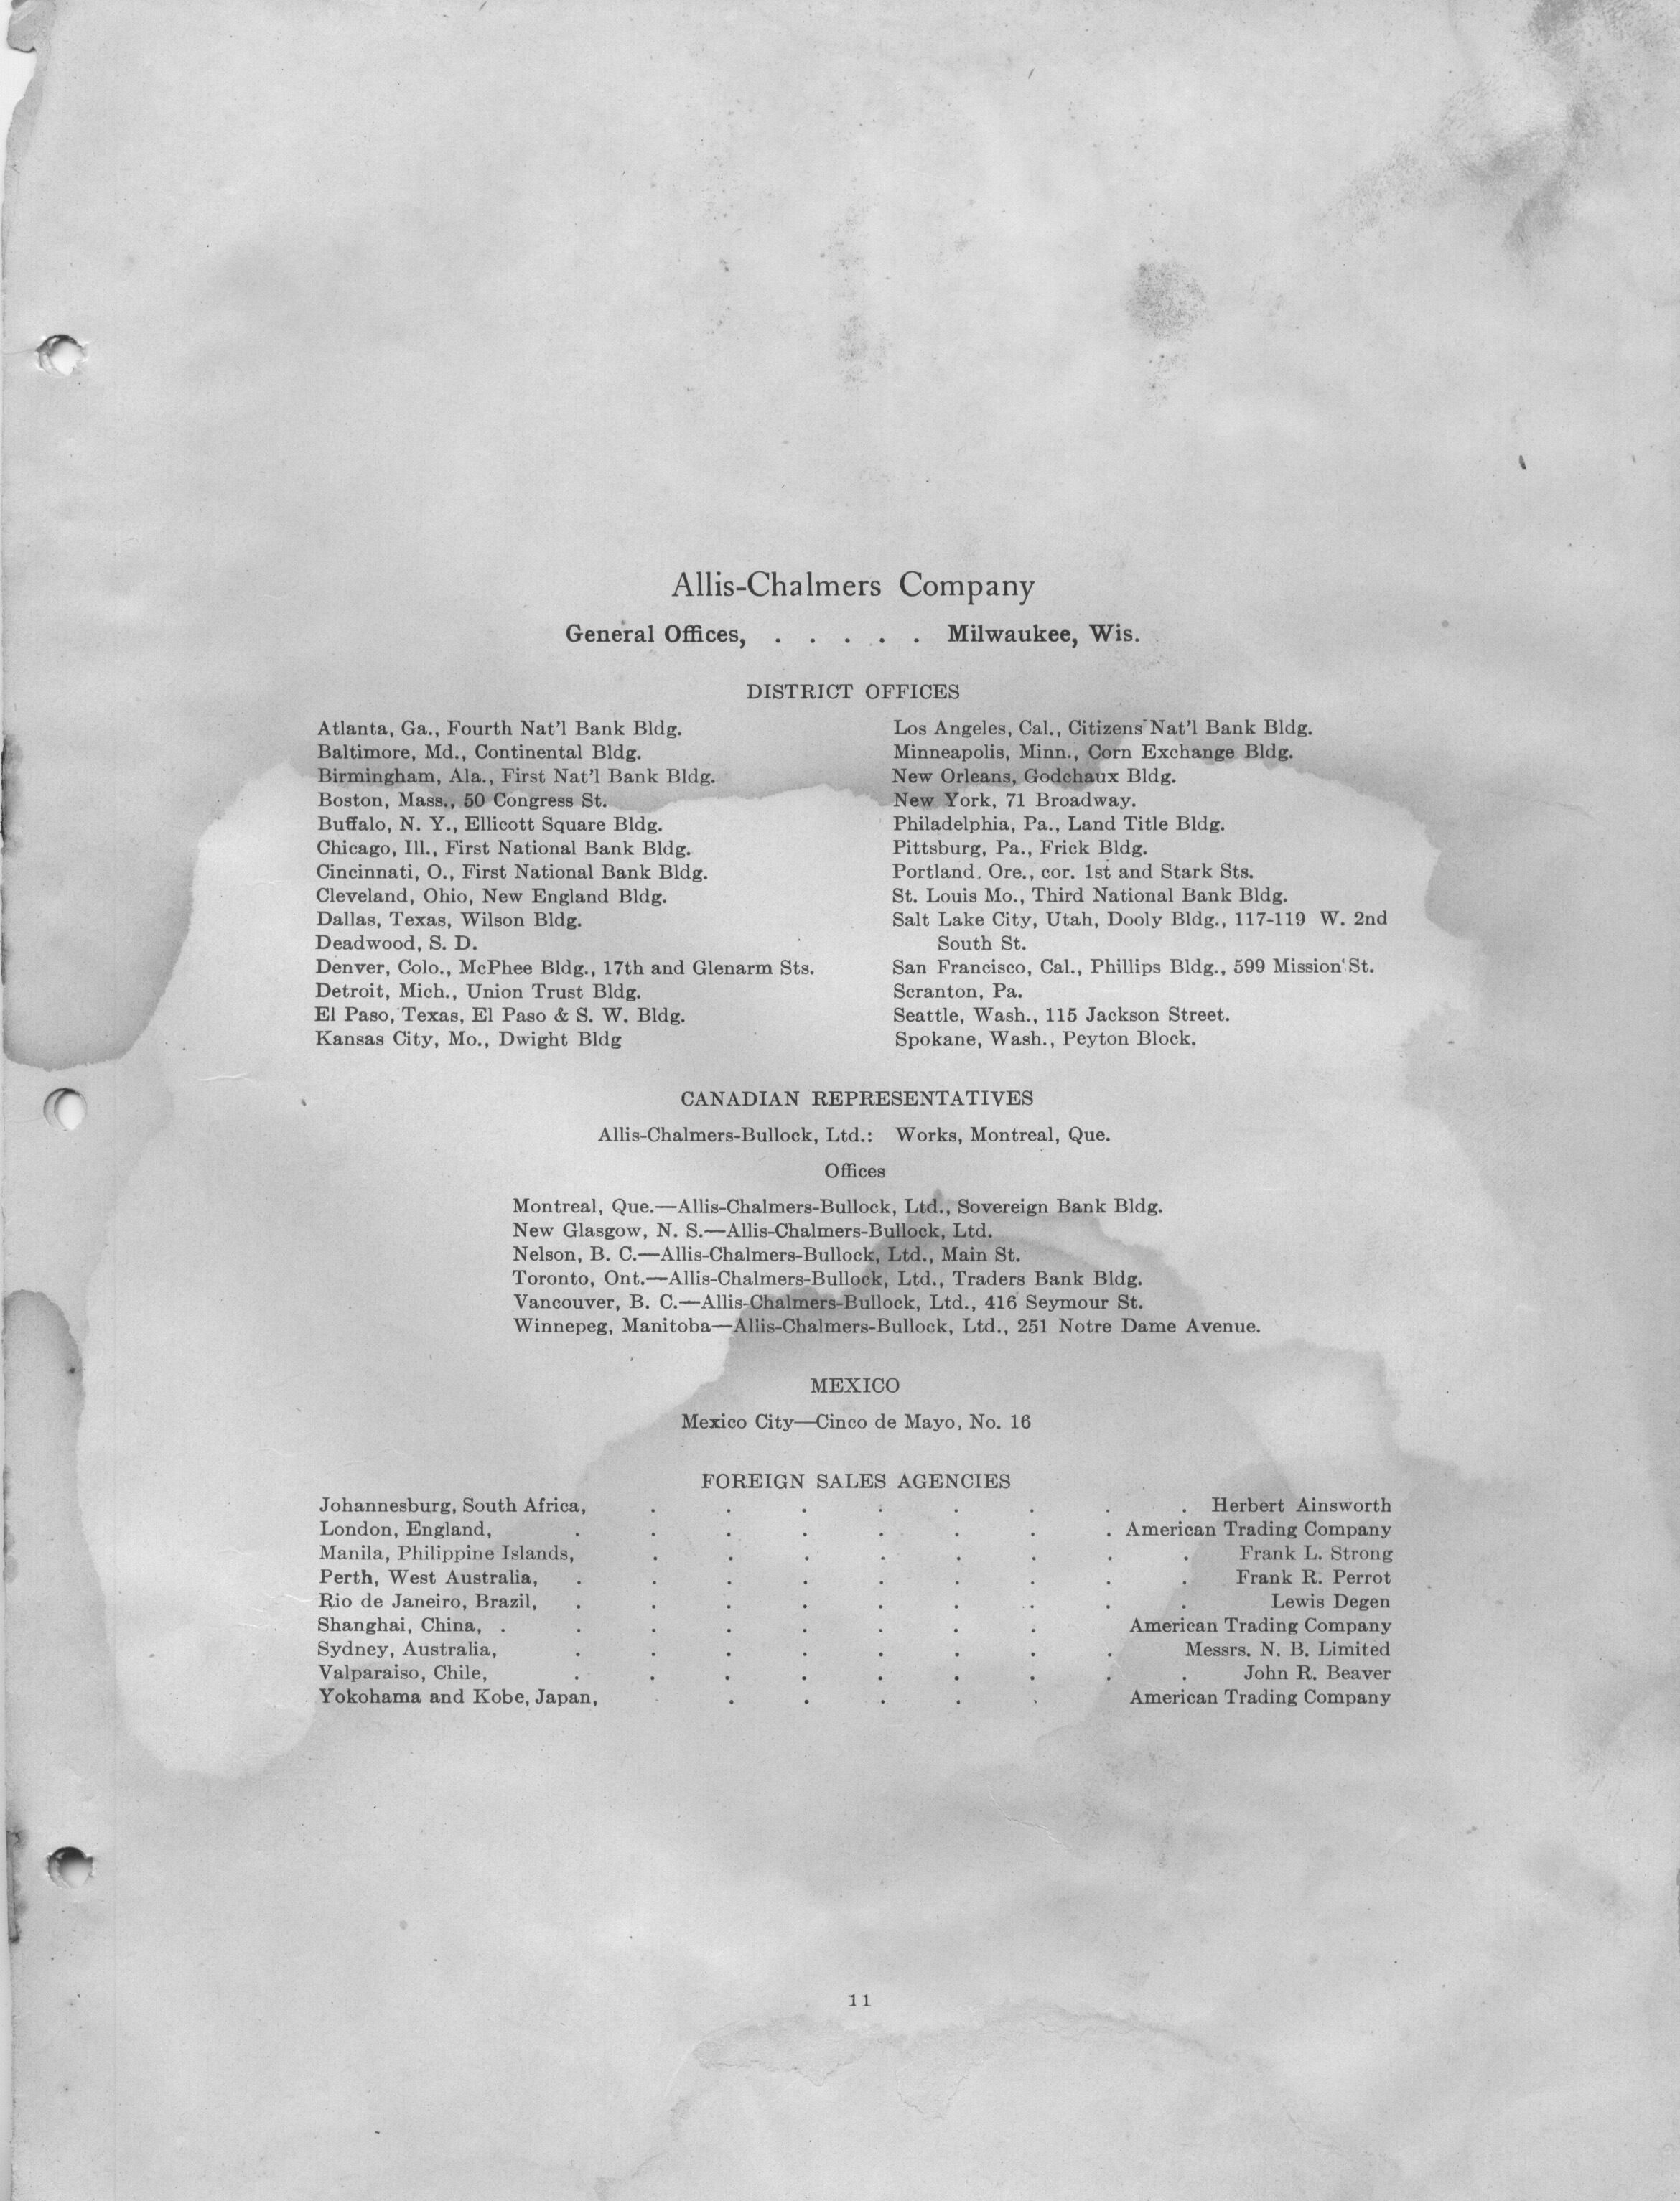 Allis-Chalmers Company
General Offices, . . . . . Milwaukee, Wis.
DISTRICT OFFICES
Atlanta, Ga., Fourth Nat'l Bank Bldg.
Baltimore, Md., Continental Bldg.
Birmingham, Ala., First Nat'l Bank Bldg.
Boston, Mass., 50 Congress St.
Buffalo, N. Y., Ellicott Square Bldg.
Chicago, Ill., First National Bank Bldg.
Cincinnati, O., First National Bank Bldg.
Cleveland, Ohio, New England Bldg.
Dallas, Texas, Wilson Bldg.
Deadwood, S. D.
Denver, Colo., McPhee Bldg., 17th and Glenarm Sts.
Detroit, Mich., Union Trust Bldg.
El Paso, Texas, El Paso & S. W. Bldg.
Kansas City, Mo., Dwight Bldg
Los Angeles, Cal., Citizens Nat'l Bank Bldg.
Minneapolis, Minn., Corn Exchange Bldg.
New Orleans, Godchaux Bldg.
New York, 71 Broadway.
Philadelphia, Pa., Land Title Bldg.
Pittsburg, Pa., Frick Bldg.
Portland, Ore., cor. 1st and Stark Sts.
St. Louis Mo., Third National Bank Bldg.
Salt Lake City, Utah, Dooly Bldg., 117-119 W. 2nd
South St.
San Francisco, Cal., Phillips Bldg., 599 Mission St.
Scranton, Pa.
Seattle, Wash., 115 Jackson Street.
Spokane, Wash., Peyton Block.
CANADIAN REPRESENTATIVES
Allis-Chalmers-Bullock, Ltd.: Works, Montreal, Que.
Offices
Montreal, Que.—Allis-Chalmers-Bullock, Ltd., Sovereign Bank Bldg.
New Glasgow, N. S.—Allis-Chalmers-Bullock, Ltd.
Nelson, B. C.—Allis-Chalmers-Bullock, Ltd., Main St.
Toronto, Ont.—Allis-Chalmers-Bullock, Ltd., Traders Bank Bldg.
Vancouver, B. C.—Allis-Chalmers-Bullock, Ltd., 416 Seymour St.
Winnepeg, Manitoba—Allis-Chalmers-Bullock, Ltd., 251 Notre Dame Avenue.
MEXICO
Mexico City—Cinco de Mayo, No. 16
FOREIGN SALES AGENCIES
Johannesburg, South Africa, . . . . . . . . Herbert Ainsworth
London, England, . . . . . . . . American Trading Company
Manila, Philippine Islands, . . . . . . . . Frank L. Strong
Perth, West Australia, . . . . . . . . . Frank R. Perrot
Rio de Janeiro, Brazil, . . . . . . . . . Lewis Degen
Shanghai, China, . . . . . . . . American Trading Company
Sydney, Australia, . . . . . . . . Messrs. N. B. Limited
Valparaiso, Chile, . . . . . . . . . John R. Beaver
Yokohama and Kobe, Japan, . . . . . American Trading Company
11